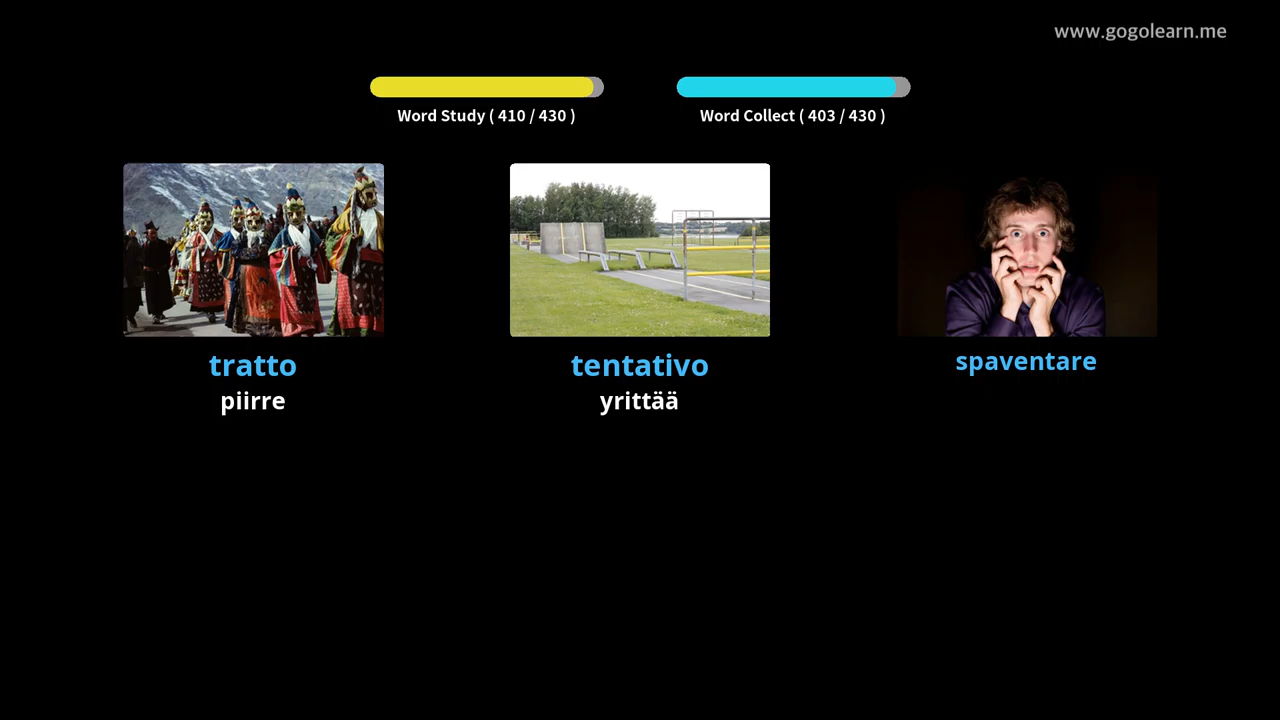 www.gogolearn.me
Word Study ( 410 / 430 )
Word Collect ( 403 / 430 )
tratto
piirre
tentativo
yrittää
spaventare